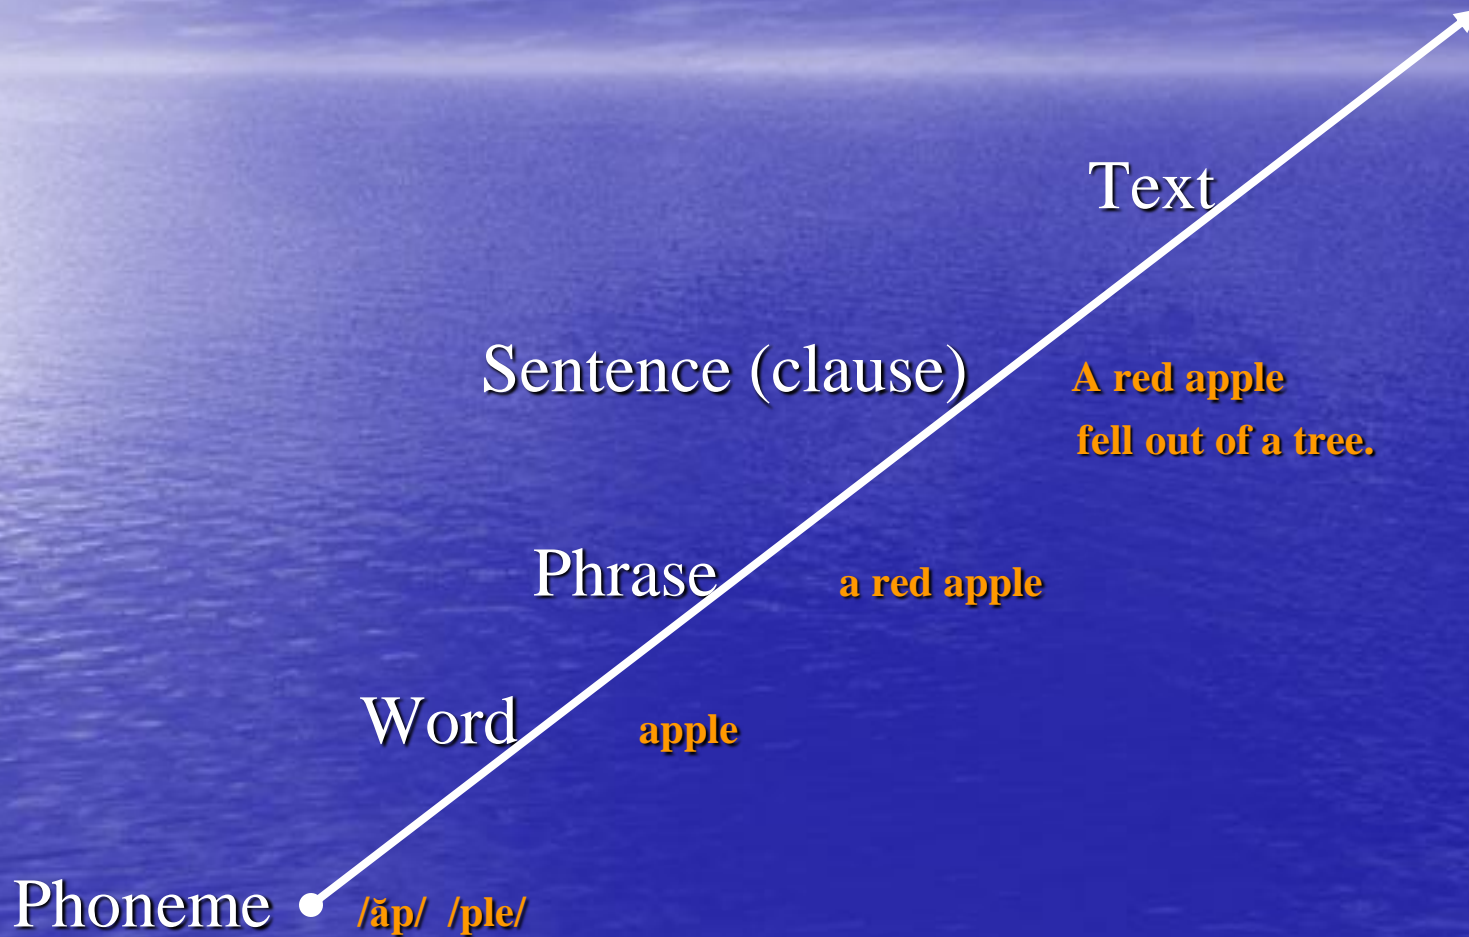 Text
Sentence (clause) A red apple
fell out of a tree.
Phrase a red apple
Word apple
Phoneme /ăp/ /ple/